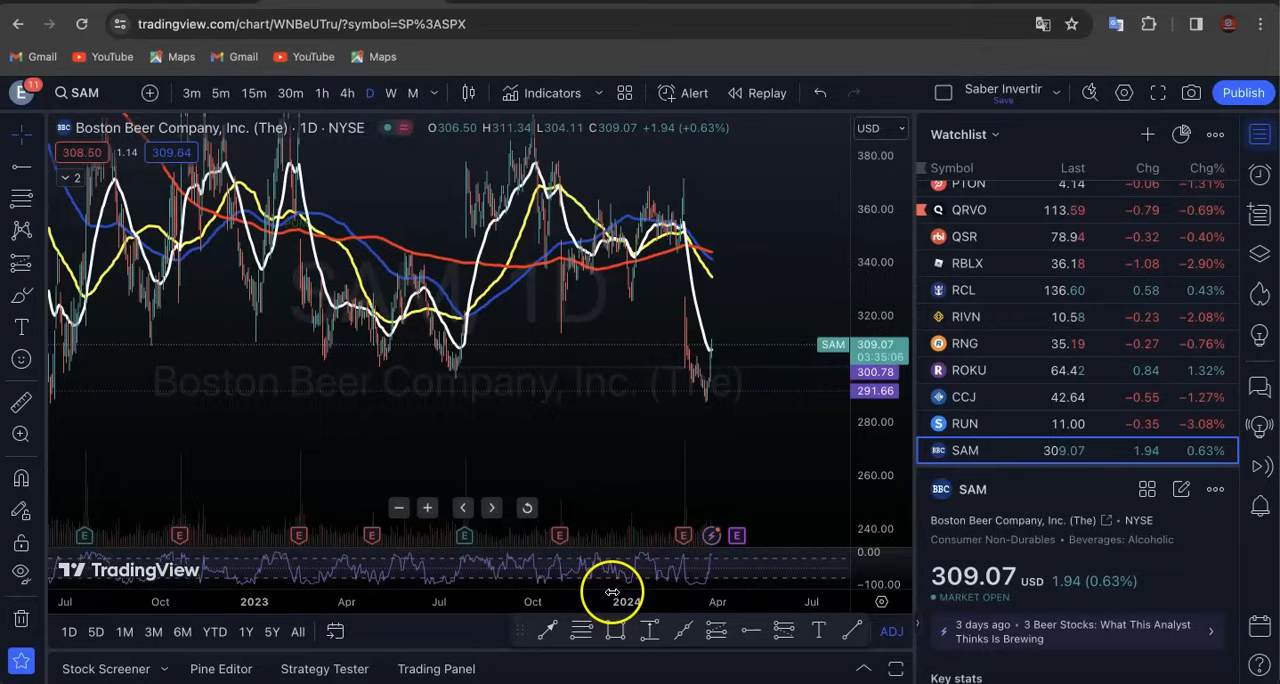 tradingview.com/chart/WNBeUTru/?symbol=SP%3ASPX
Gmail YouTube Maps Gmail YouTube Maps
E 11 SAM 3m 5m 15m 30m 1h 4h D W M Indicators Alert Replay Saber Invertir Save Publish
Boston Beer Company, Inc. (The) · 1D · NYSE O306.50 H311.34 L304.11 C309.07 +1.94 (+0.63%) USD
308.50 1.14 309.64
2
380.00
360.00
340.00
320.00
SAM 309.07
03:35:06
300.78
291.66
280.00
260.00
240.00
0.00
−100.00
SAM, 1D
Boston Beer Company, Inc. (The)
E E E E E E E E
TradingView
Jul Oct 2023 Apr Jul Oct 2024 Apr Jul
1D 5D 1M 3M 6M YTD 1Y 5Y All ADJ
Stock Screener Pine Editor Strategy Tester Trading Panel
Watchlist
Symbol Last Chg Chg%
PTON 4.14 −0.06 −1.31%
QRVO 113.59 −0.79 −0.69%
QSR 78.94 −0.32 −0.40%
RBLX 36.18 −1.08 −2.90%
RCL 136.60 0.58 0.43%
RIVN 10.58 −0.23 −2.08%
RNG 35.19 −0.27 −0.76%
ROKU 64.42 0.84 1.32%
CCJ 42.64 −0.55 −1.27%
RUN 11.00 −0.35 −3.08%
SAM 309.07 1.94 0.63%
BBC SAM
Boston Beer Company, Inc. (The) • NYSE
Consumer Non-Durables • Beverages: Alcoholic
309.07 USD 1.94 (0.63%)
MARKET OPEN
3 days ago • 3 Beer Stocks: What This Analyst
Thinks Is Brewing
Key stats